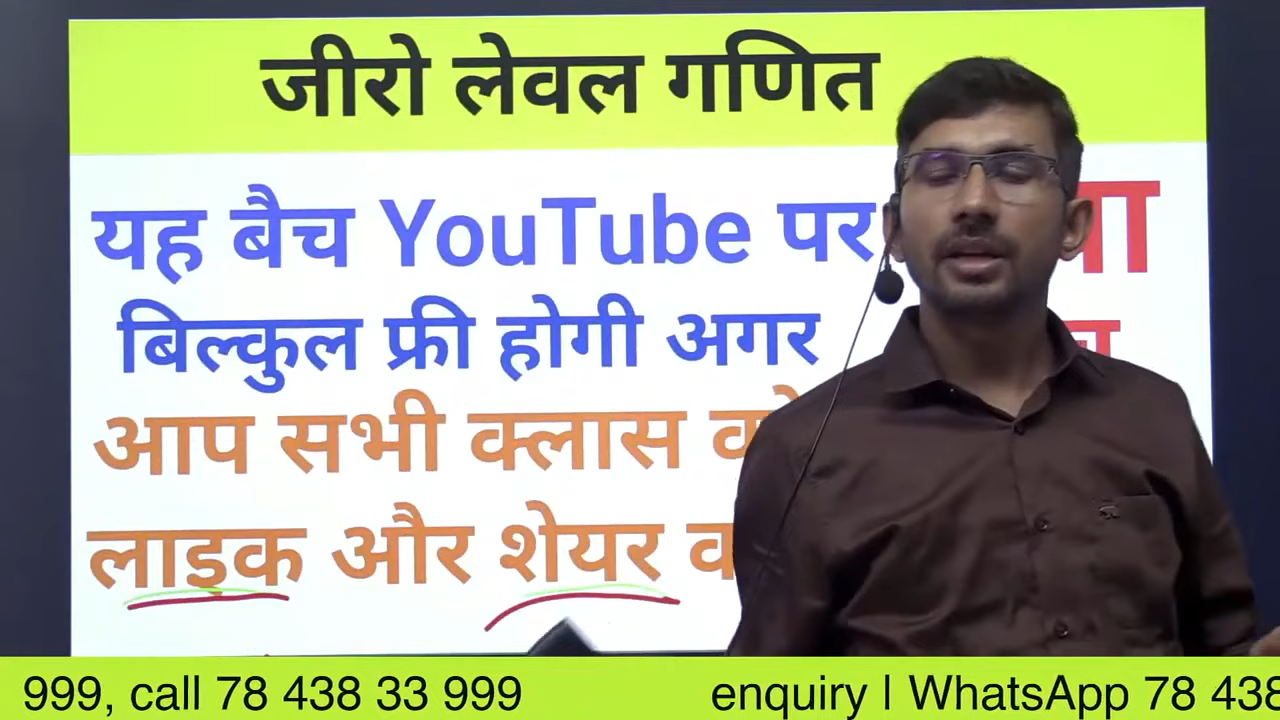 जीरो लेवल गणित
यह बैच YouTube पर
बिल्कुल फ्री होगी अगर
आप सभी क्लास
लाइक और शेयर
999, call 78 438 33 999 enquiry I WhatsApp 78 438